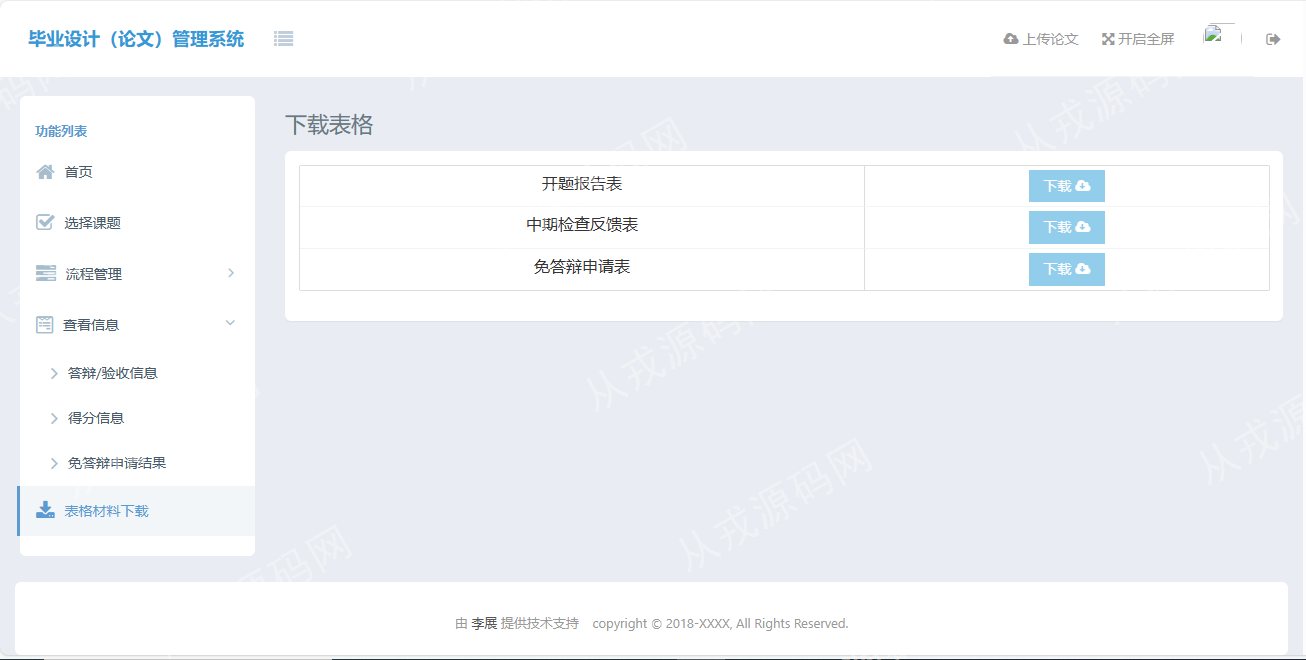 毕业设计（论文）管理系统
上传论文 开启全屏
功能列表
首页
选择课题
流程管理
查看信息
答辩/验收信息
得分信息
免答辩申请结果
表格材料下载
下载表格
开题报告表 下载
中期检查反馈表 下载
免答辩申请表 下载
由 李展 提供技术支持 copyright © 2018-XXXX, All Rights Reserved.
从戎源码网
从戎源码网
从戎源码网